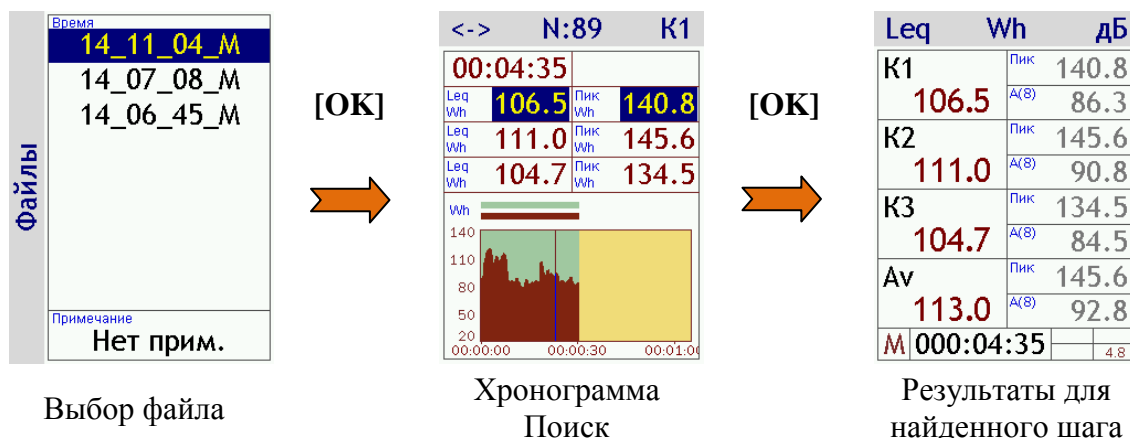 Файлы
Время
14_11_04_М
14_07_08_М
14_06_45_М
Примечание
Нет прим.
Выбор файла
[OK]
<-> N:89 К1
00:04:35
Leq Wh 106.5 Пик Wh 140.8
Leq Wh 111.0 Пик Wh 145.6
Leq Wh 104.7 Пик Wh 134.5
Wh
140
110
80
50
20
00:00:00 00:00:30 00:01:0
Хронограмма
Поиск
[OK]
Leq Wh дБ
К1 Пик 140.8
106.5 А(8) 86.3
К2 Пик 145.6
111.0 А(8) 90.8
К3 Пик 134.5
104.7 А(8) 84.5
Av Пик 145.6
113.0 А(8) 92.8
М 000:04:35 4.8
Результаты для
найденного шага